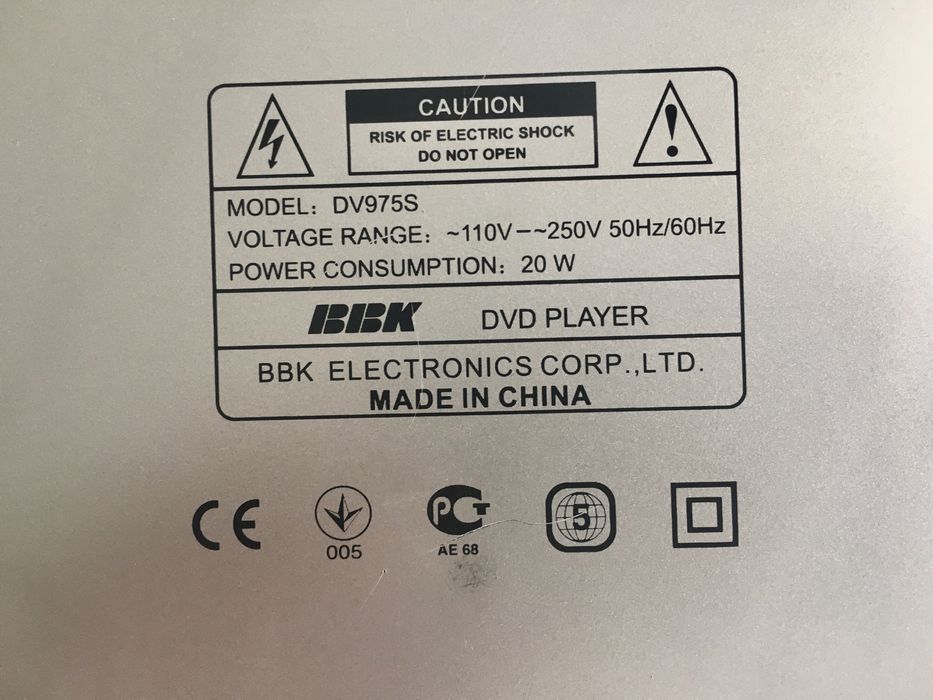 CAUTION
RISK OF ELECTRIC SHOCK
DO NOT OPEN
MODEL: DV975S
VOLTAGE RANGE: ~110V—~250V 50Hz/60Hz
POWER CONSUMPTION: 20 W
BBK DVD PLAYER
BBK ELECTRONICS CORP.,LTD.
MADE IN CHINA
CE
005
РСТ
AE 68
5